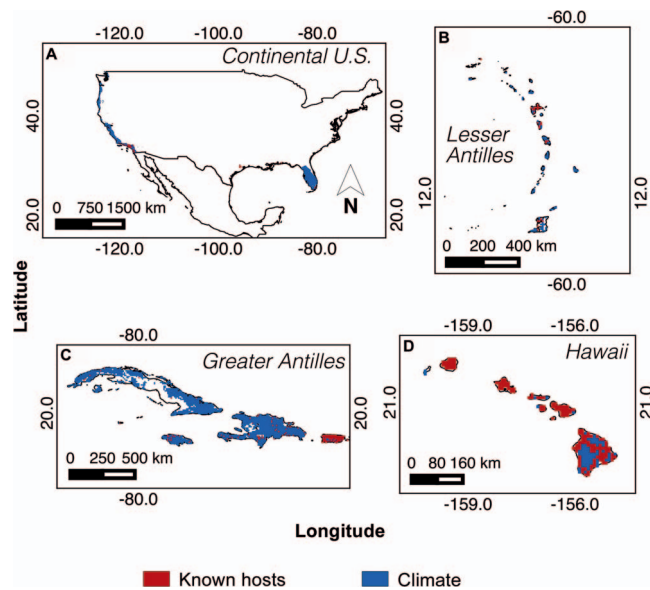 -120.0 -100.0 -80.0
A Continental U.S.
40.0 40.0
20.0 20.0
N
0 750 1500 km
-120.0 -100.0 -80.0
-60.0
B
Lesser
Antilles
12.0 12.0
0 200 400 km
-60.0
Latitude
-80.0
C Greater Antilles
20.0 20.0
0 250 500 km
-80.0
-159.0 -156.0
D Hawaii
21.0 21.0
0 80 160 km
-159.0 -156.0
Longitude
Known hosts Climate